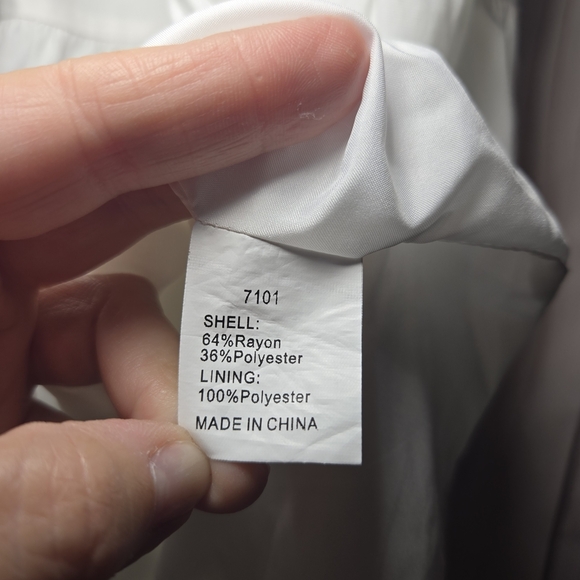 7101
SHELL:
64%Rayon
36%Polyester
LINING:
100%Polyester
MADE IN CHINA